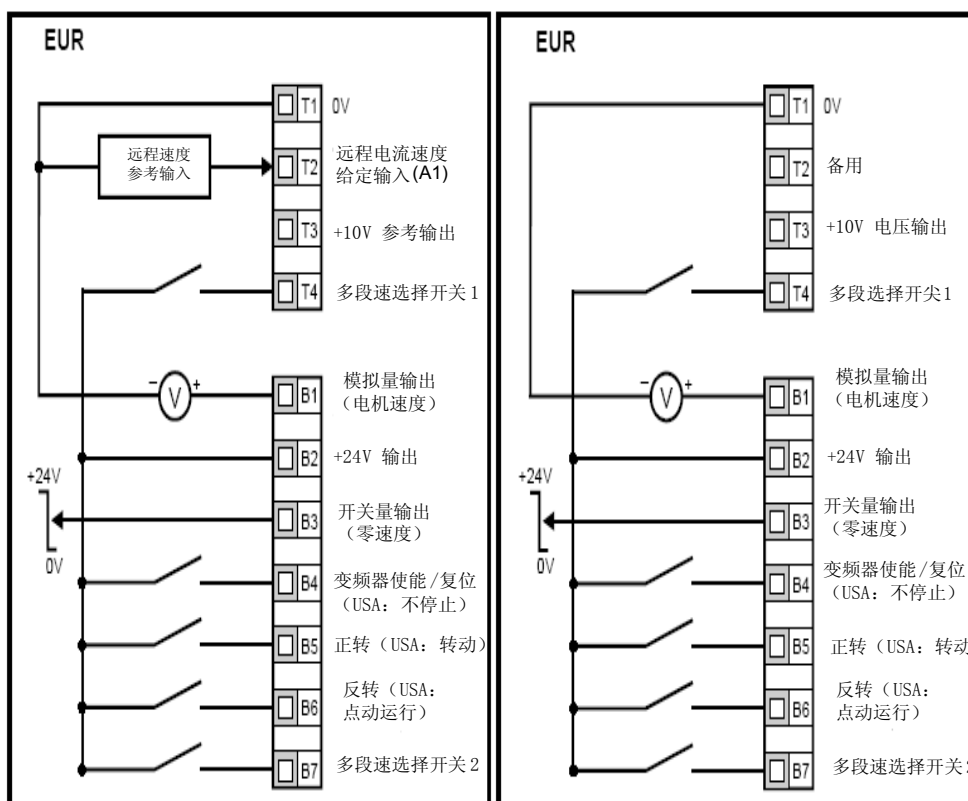 EUR
T1 0V
远程速度
参考输入
T2 远程电流速度
给定输入(A1)
T3 +10V 参考输出
T4 多段速选择开关1
− V +
B1 模拟量输出
（电机速度）
B2 +24V 输出
+24V
0V
B3 开关量输出
（零速度）
B4 变频器使能/复位
（USA：不停止）
B5 正转（USA：转动）
B6 反转（USA：
点动运行）
B7 多段速选择开关2
EUR
T1 0V
T2 备用
T3 +10V 电压输出
T4 多段选择开尖1
− V +
B1 模拟量输出
（电机速度）
B2 +24V 输出
+24V
0V
B3 开关量输出
（零速度）
B4 变频器使能/复位
（USA：不停止）
B5 正转（USA：转动
B6 反转（USA：
点动运行）
B7 多段速选择开关